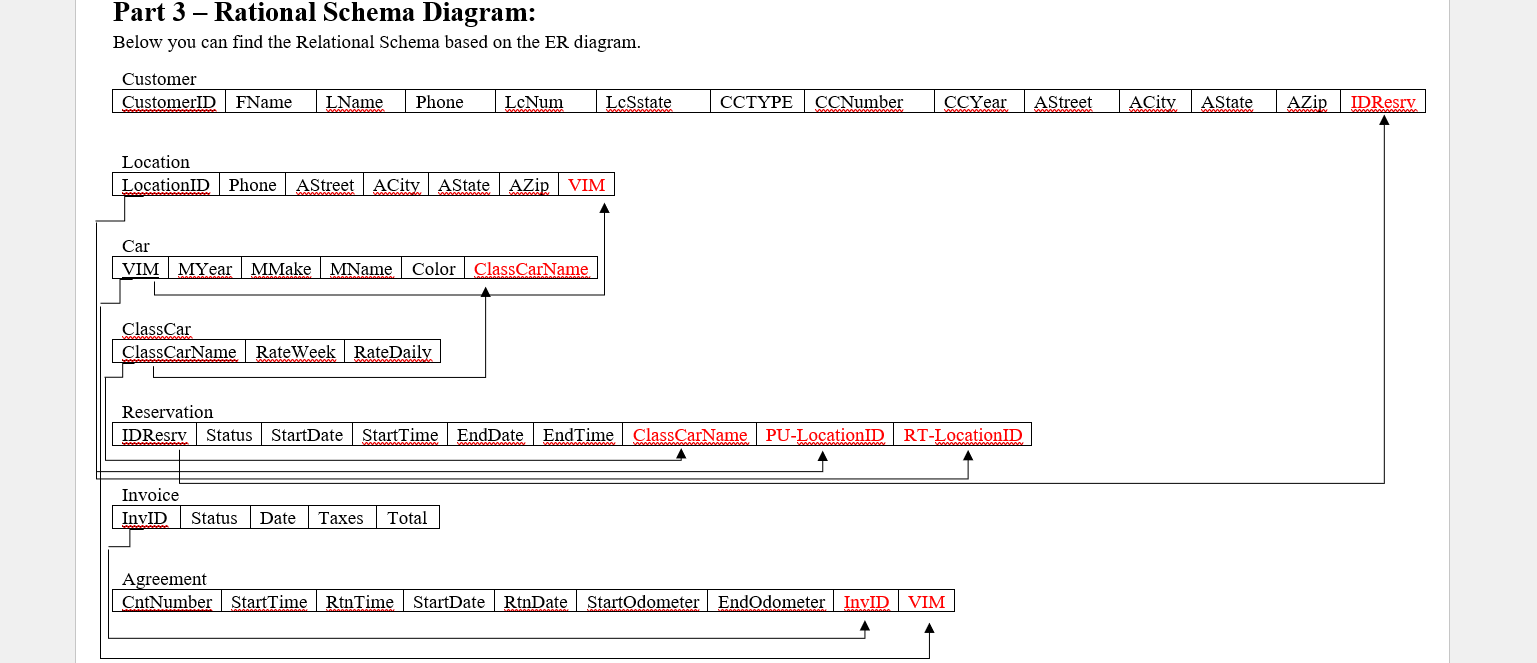 Part 3 – Rational Schema Diagram:
Below you can find the Relational Schema based on the ER diagram.
Customer
CustomerID FName LName Phone LcNum LcSstate CCTYPE CCNumber CCYear AStreet ACity AState AZip IDResrv
Location
LocationID Phone AStreet ACity AState AZip VIM
Car
VIM MYear MMake MName Color ClassCarName
ClassCar
ClassCarName RateWeek RateDaily
Reservation
IDResrv Status StartDate StartTime EndDate EndTime ClassCarName PU-LocationID RT-LocationID
Invoice
InvID Status Date Taxes Total
Agreement
CntNumber StartTime RtnTime StartDate RtnDate StartOdometer EndOdometer InvID VIM